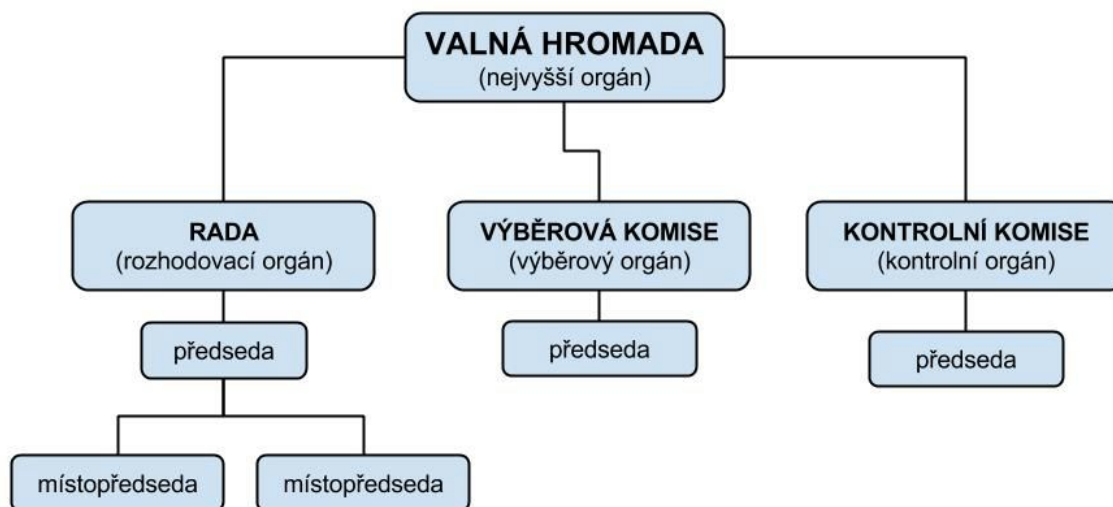 VALNÁ HROMADA
(nejvyšší orgán)
RADA
(rozhodovací orgán)
VÝBĚROVÁ KOMISE
(výběrový orgán)
KONTROLNÍ KOMISE
(kontrolní orgán)
předseda
předseda
předseda
místopředseda
místopředseda